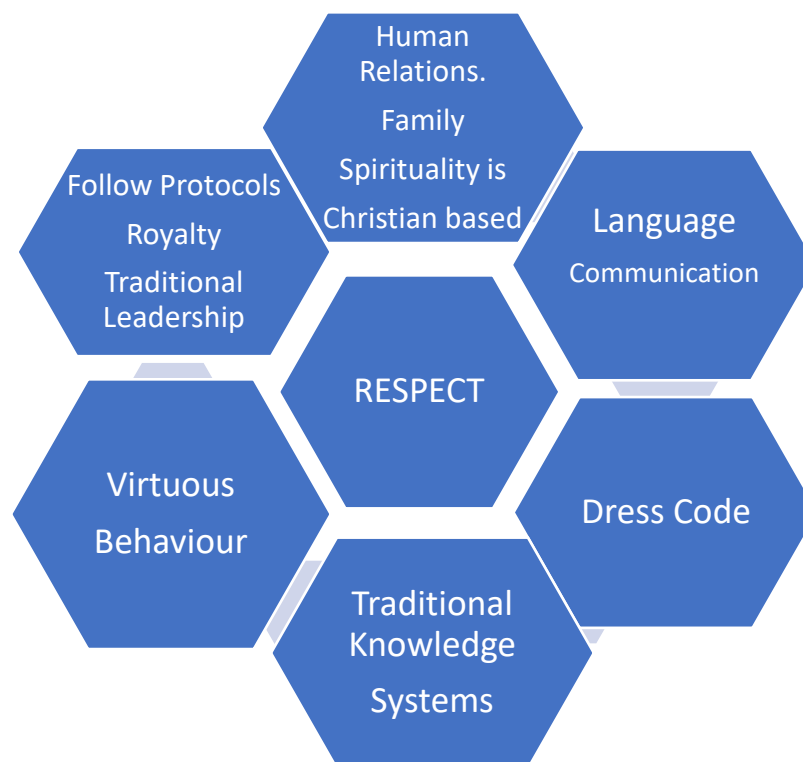 Human
Relations.
Family
Spirituality is
Christian based
Language
Communication
Dress Code
Traditional
Knowledge
Systems
Virtuous
Behaviour
Follow Protocols
Royalty
Traditional
Leadership
RESPECT